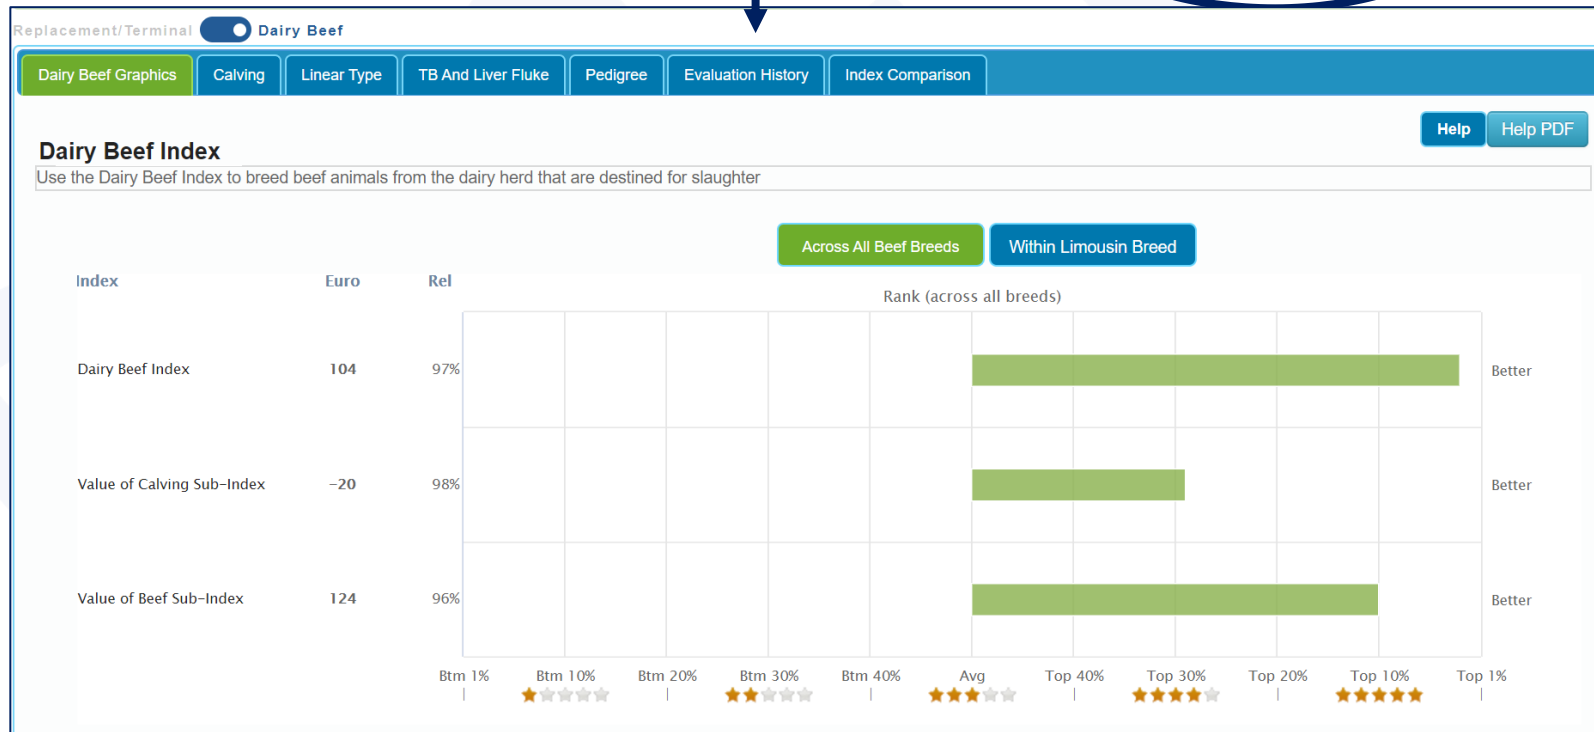 Replacement/Terminal Dairy Beef
Dairy Beef Graphics Calving Linear Type TB And Liver Fluke Pedigree Evaluation History Index Comparison
Help Help PDF
Dairy Beef Index
Use the Dairy Beef Index to breed beef animals from the dairy herd that are destined for slaughter
Across All Beef Breeds Within Limousin Breed
Index Euro Rel
Rank (across all breeds)
Dairy Beef Index 104 97% Better
Value of Calving Sub-Index -20 98% Better
Value of Beef Sub-Index 124 96% Better
Btm 1% Btm 10% Btm 20% Btm 30% Btm 40% Avg Top 40% Top 30% Top 20% Top 10% Top 1%